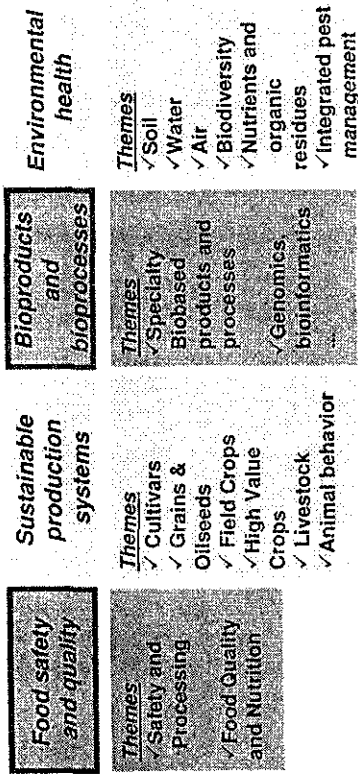 Food safety
and quality
Themes
✓Safety and
Processing
✓Food Quality
and Nutrition
Sustainable
production
systems
Themes
✓ Cultivars
✓ Grains &
Oilseeds
✓ Field Crops
✓High Value
Crops
✓ Livestock
✓Animal behavior
Bioproducts
and
bioprocesses
Themes
✓Specialty
Biobased
products and
processes
✓Genomics,
bioinformatics
...
Environmental
health
Themes
✓Soil
✓Water
✓Air
✓Biodiversity
✓Nutrients and
organic
residues
✓Integrated pest
management